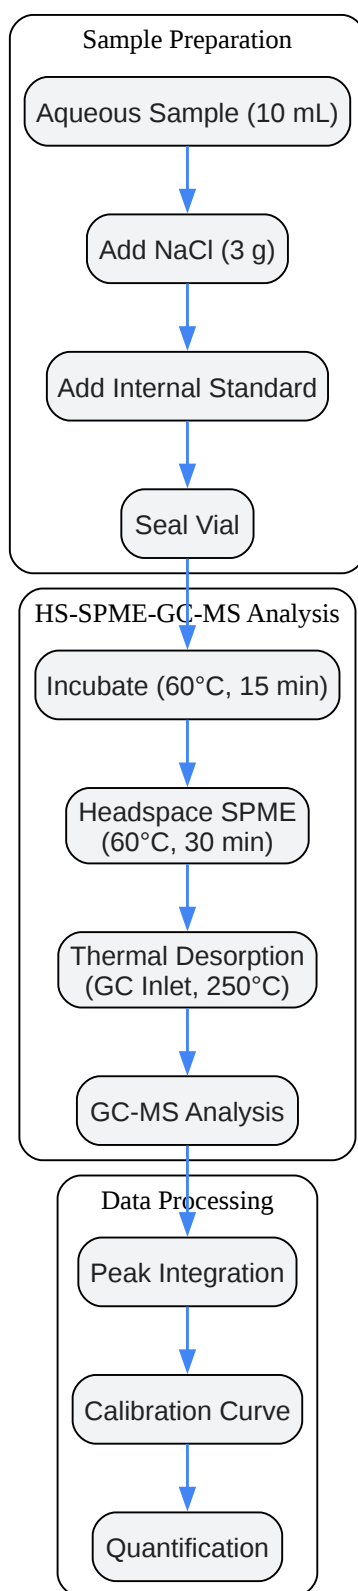 Sample Preparation
Aqueous Sample (10 mL)
Add NaCl (3 g)
Add Internal Standard
Seal Vial
HS-SPME-GC-MS Analysis
Incubate (60°C, 15 min)
Headspace SPME
(60°C, 30 min)
Thermal Desorption
(GC Inlet, 250°C)
GC-MS Analysis
Data Processing
Peak Integration
Calibration Curve
Quantification